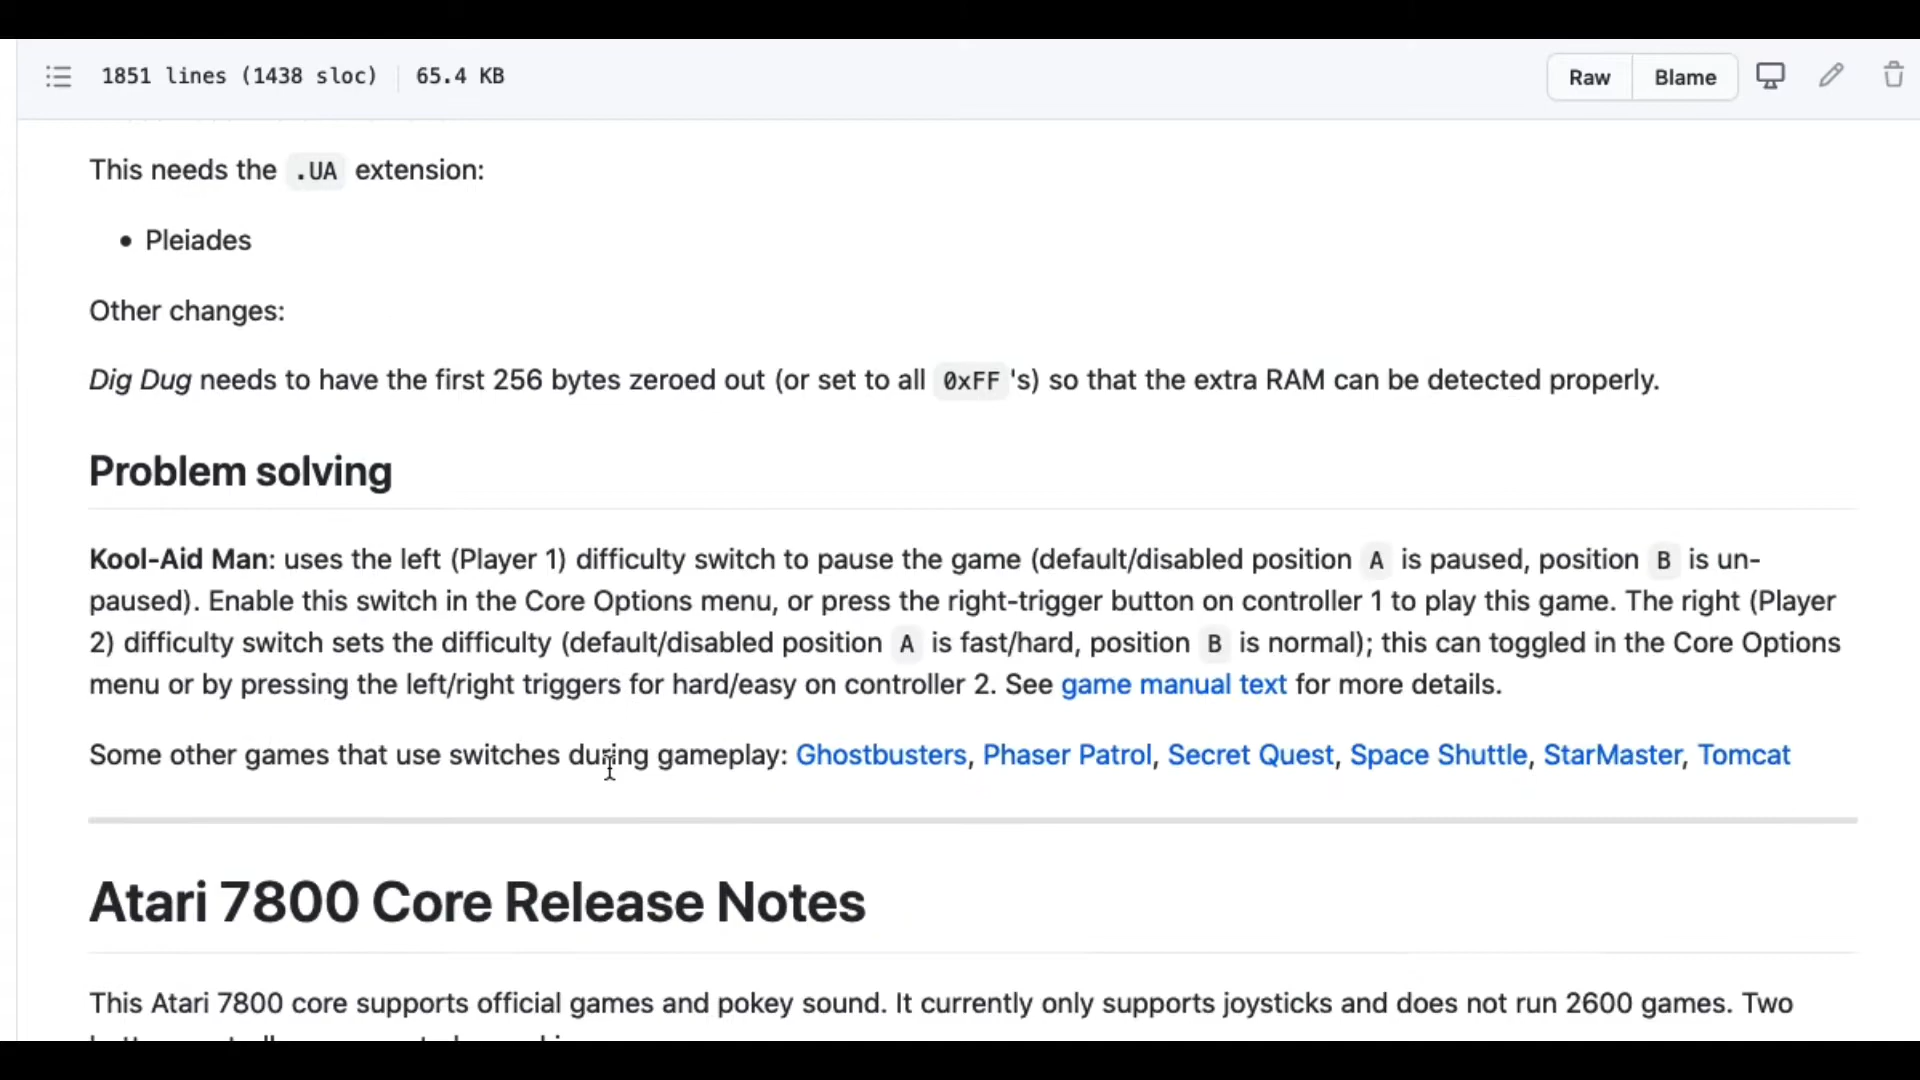 1851 lines (1438 sloc) 65.4 KB Raw Blame
This needs the .UA extension:
• Pleiades
Other changes:
Dig Dug needs to have the first 256 bytes zeroed out (or set to all 0xFF's) so that the extra RAM can be detected properly.
Problem solving
Kool-Aid Man: uses the left (Player 1) difficulty switch to pause the game (default/disabled position A is paused, position B is un-
paused). Enable this switch in the Core Options menu, or press the right-trigger button on controller 1 to play this game. The right (Player
2) difficulty switch sets the difficulty (default/disabled position A is fast/hard, position B is normal); this can toggled in the Core Options
menu or by pressing the left/right triggers for hard/easy on controller 2. See game manual text for more details.
Some other games that use switches during gameplay: Ghostbusters, Phaser Patrol, Secret Quest, Space Shuttle, StarMaster, Tomcat
Atari 7800 Core Release Notes
This Atari 7800 core supports official games and pokey sound. It currently only supports joysticks and does not run 2600 games. Two